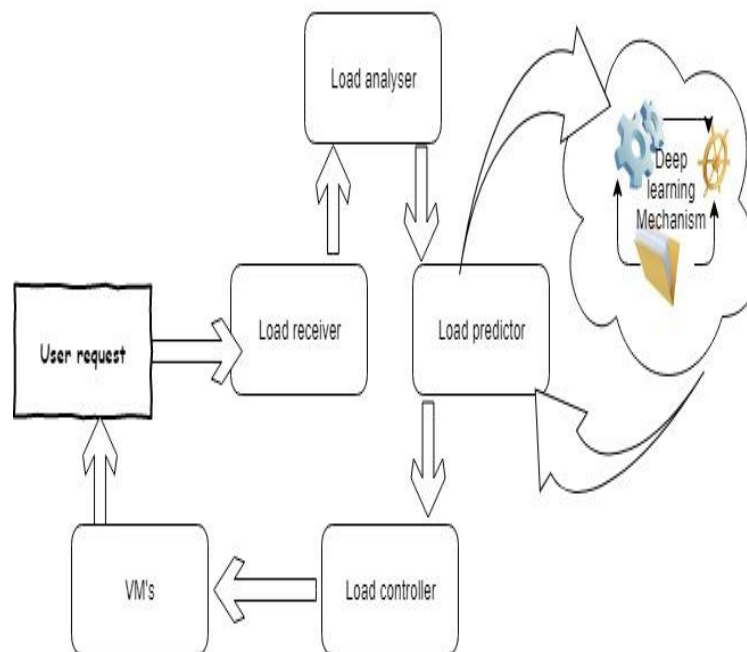 Load analyser
Deep
learning
Mechanism
User request
Load receiver
Load predictor
VM's
Load controller